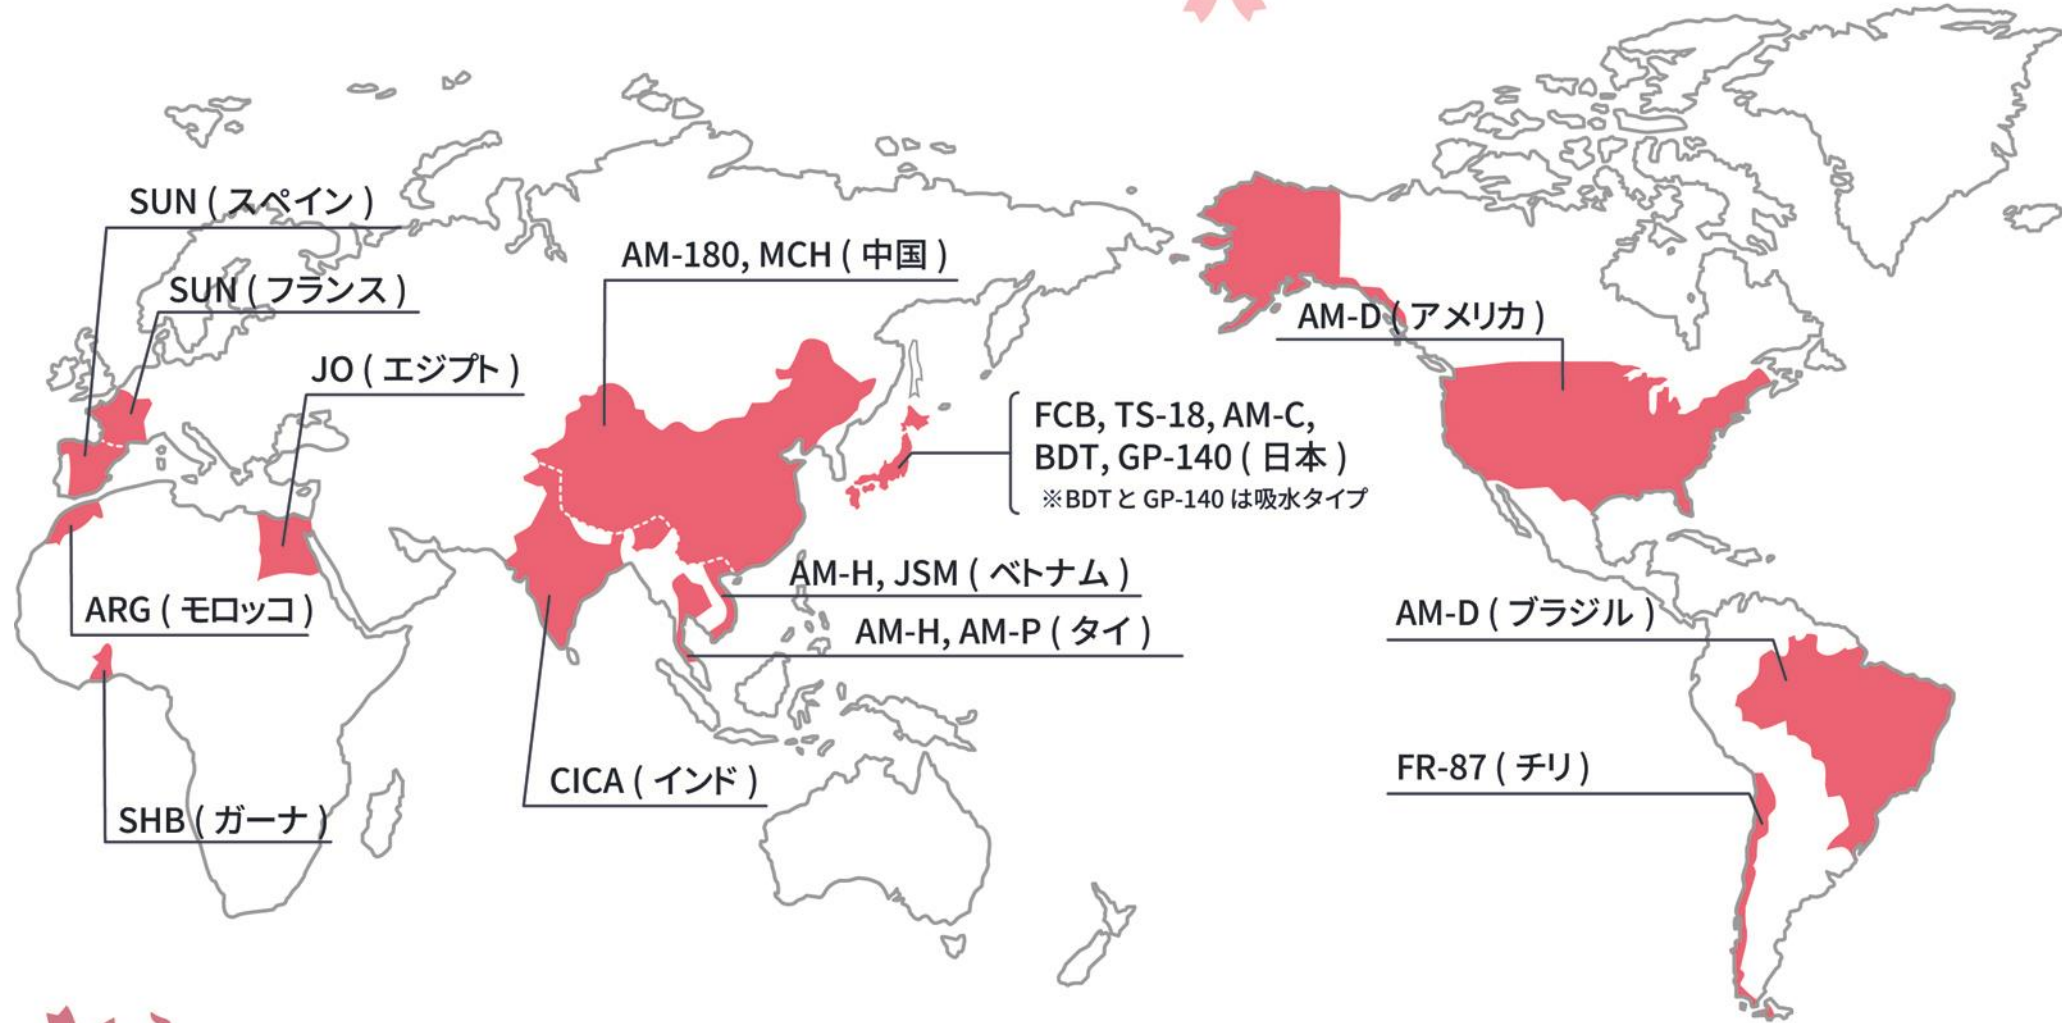 SUN ( スペイン )
SUN ( フランス )
JO ( エジプト )
AM-180, MCH ( 中国 )
AM-D ( アメリカ )
FCB, TS-18, AM-C,
BDT, GP-140 ( 日本 )
※BDT と GP-140 は吸水タイプ
AM-H, JSM ( ベトナム )
AM-H, AM-P ( タイ )
ARG ( モロッコ )
AM-D ( ブラジル )
FR-87 ( チリ )
CICA ( インド )
SHB ( ガーナ )